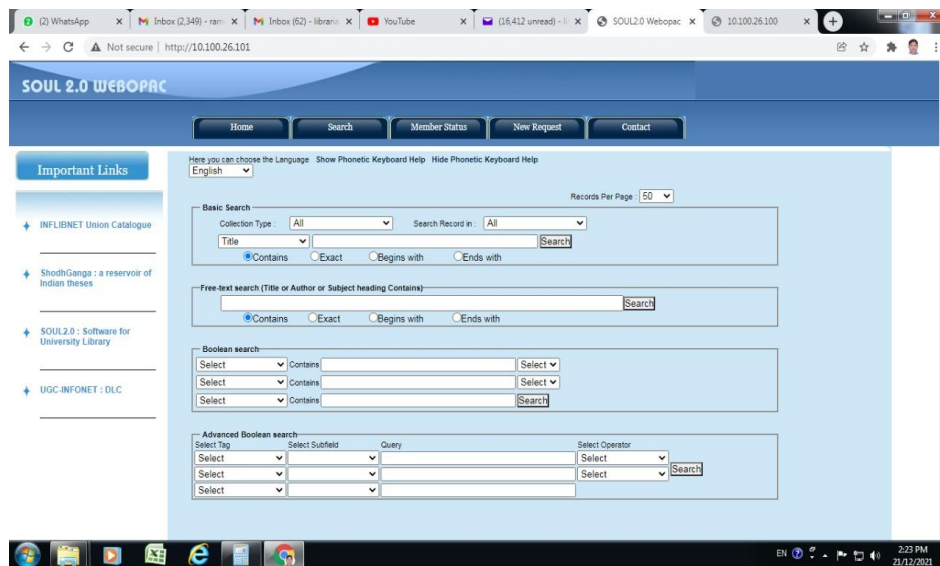 (2) WhatsApp
Inbox (2,349) - ram
Inbox (62) - libraria
YouTube
(16,412 unread) - li
SOUL2.0 Webopac
10.100.26.100
Not secure | http://10.100.26.101
SOUL 2.0 WEBOPAC
Home Search Member Status New Request Contact
Important Links
INFLIBNET Union Catalogue
ShodhGanga : a reservoir of
Indian theses
SOUL2.0 : Software for
University Library
UGC-INFONET : DLC
Here you can choose the Language Show Phonetic Keyboard Help Hide Phonetic Keyboard Help
English
Records Per Page : 50
Basic Search
Collection Type : All Search Record in : All
Title Search
Contains Exact Begins with Ends with
Free-text search (Title or Author or Subject heading Contains)
Search
Contains Exact Begins with Ends with
Boolean search
Select Contains Select
Select Contains Select
Select Contains Search
Advanced Boolean search
Select Tag Select Subfield Query Select Operator
Select Select
Select Select Search
Select
EN 2:23 PM
21/12/2021